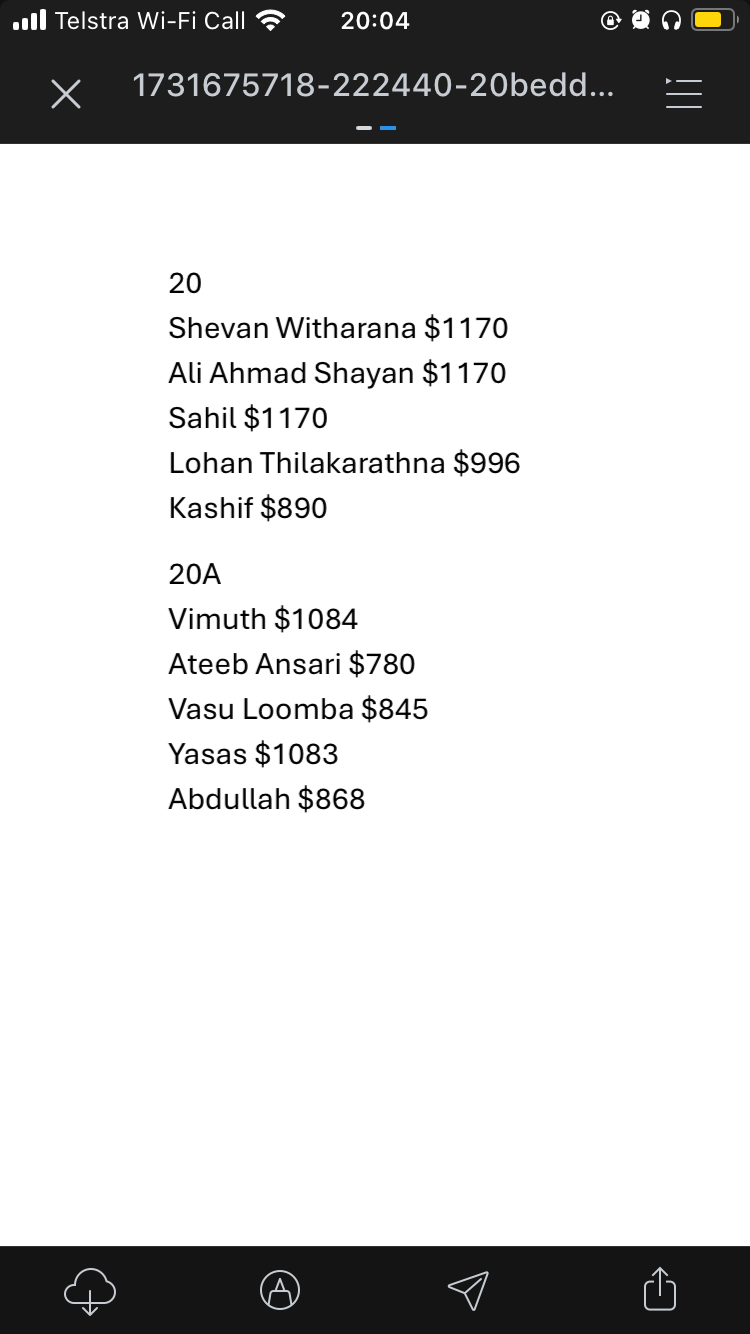 Telstra Wi-Fi Call 20:04
1731675718-222440-20bedd...
20
Shevan Witharana $1170
Ali Ahmad Shayan $1170
Sahil $1170
Lohan Thilakarathna $996
Kashif $890
20A
Vimuth $1084
Ateeb Ansari $780
Vasu Loomba $845
Yasas $1083
Abdullah $868